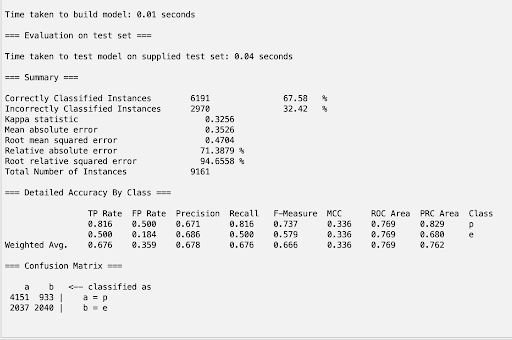 Time taken to build model: 0.01 seconds
=== Evaluation on test set ===
Time taken to test model on supplied test set: 0.04 seconds
=== Summary ===
Correctly Classified Instances 6191 67.58 %
Incorrectly Classified Instances 2970 32.42 %
Kappa statistic 0.3256
Mean absolute error 0.3526
Root mean squared error 0.4704
Relative absolute error 71.3879 %
Root relative squared error 94.6558 %
Total Number of Instances 9161
=== Detailed Accuracy By Class ===
TP Rate FP Rate Precision Recall F-Measure MCC ROC Area PRC Area Class
0.816 0.500 0.671 0.816 0.737 0.336 0.769 0.829 p
0.500 0.184 0.686 0.500 0.579 0.336 0.769 0.680 e
Weighted Avg. 0.676 0.359 0.678 0.676 0.666 0.336 0.769 0.762
=== Confusion Matrix ===
a b <-- classified as
4151 933 | a = p
2037 2040 | b = e